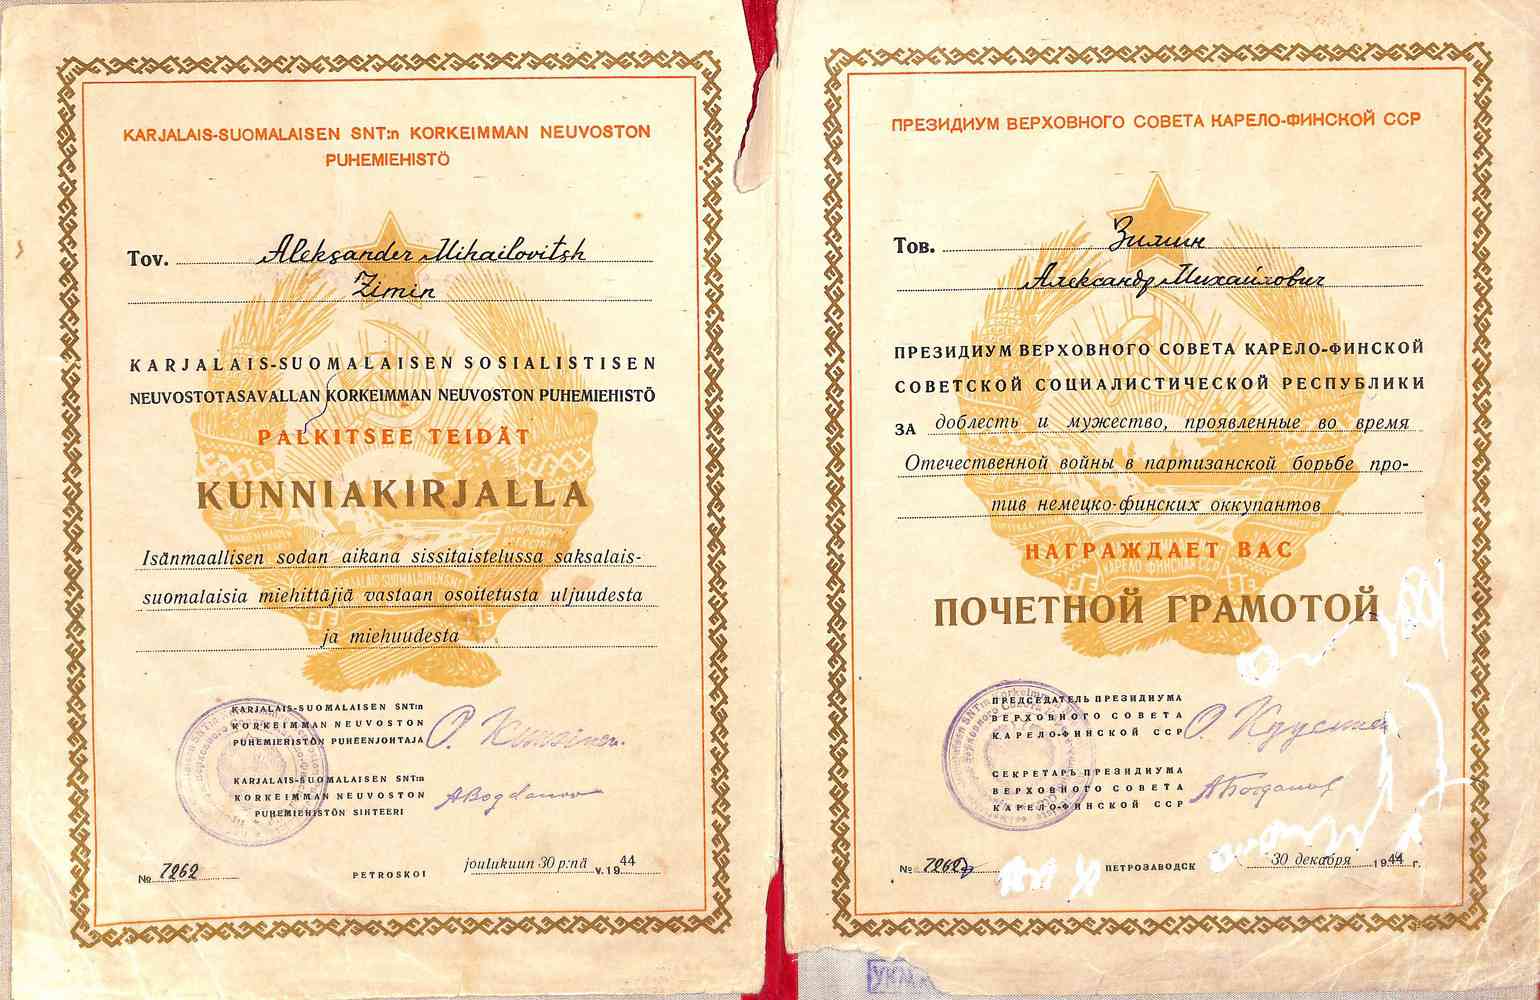 KARJALAIS-SUOMALAISEN SNT:n KORKEIMMAN NEUVOSTON
PUHEMIEHISTÖ
Tov. Aleksander Mihailovitsh
Zimin
KARJALAIS-SUOMALAISEN SOSIALISTISEN
NEUVOSTOTASAVALLAN KORKEIMMAN NEUVOSTON PUHEMIEHISTÖ
PALKITSEE TEIDÄT
KUNNIAKIRJALLA
Isänmaallisen sodan aikana sissitaistelussa saksalais-
suomalaisia miehittäjiä vastaan osoitetusta uljuudesta
ja miehuudesta
KARJALAIS-SUOMALAISEN SNT:n
KORKEIMMAN NEUVOSTON
PUHEMIEHISTÖN PUHEENJOHTAJA O. Kuusinen.
KARJALAIS-SUOMALAISEN SNT:n
KORKEIMMAN NEUVOSTON
PUHEMIEHISTÖN SIHTEERI A Bogdanov
№ 7262 PETROSKOI joulukuun 30 p:nä v. 1944
ПРЕЗИДИУМ ВЕРХОВНОГО СОВЕТА КАРЕЛО-ФИНСКОЙ ССР
Тов. Зимин
Александр Михайлович
ПРЕЗИДИУМ ВЕРХОВНОГО СОВЕТА КАРЕЛО-ФИНСКОЙ
СОВЕТСКОЙ СОЦИАЛИСТИЧЕСКОЙ РЕСПУБЛИКИ
ЗА доблесть и мужество, проявленные во время
Отечественной войны в партизанской борьбе про-
тив немецко-финских оккупантов
НАГРАЖДАЕТ ВАС
КАРЕЛО ФИНСКАЯ ССР
ПОЧЕТНОЙ ГРАМОТОЙ
ПРЕДСЕДАТЕЛЬ ПРЕЗИДИУМА
ВЕРХОВНОГО СОВЕТА
КАРЕЛО-ФИНСКОЙ ССР О. Куусинен
СЕКРЕТАРЬ ПРЕЗИДИУМА
ВЕРХОВНОГО СОВЕТА
КАРЕЛО-ФИНСКОЙ ССР А Богданов
№ 7262 ПЕТРОЗАВОДСК 30 декабря 1944 г.